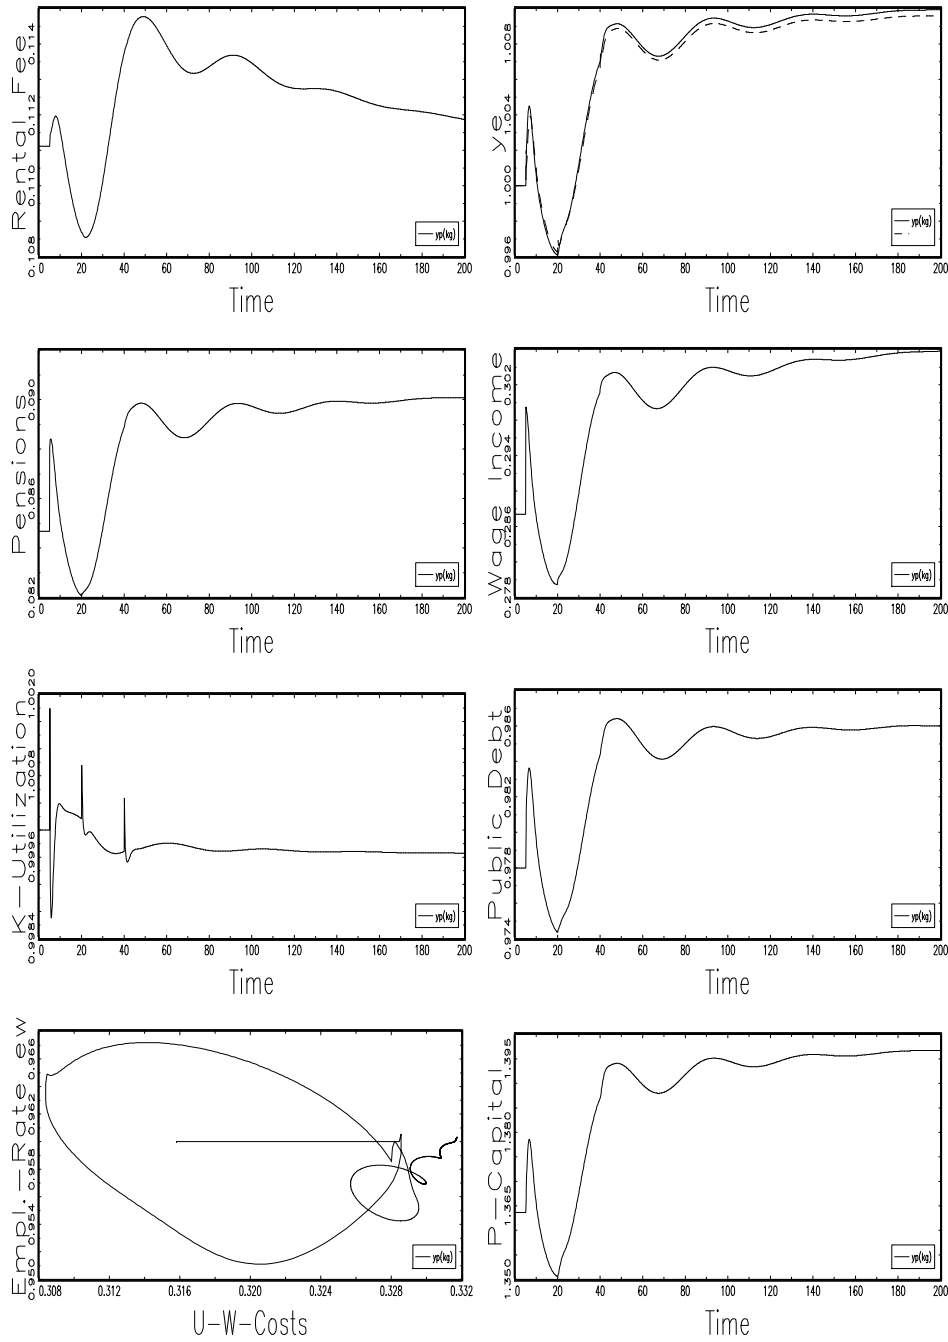 Rental Fee
0.108 0.110 0.112 0.114
yp(kg)
0 20 40 60 80 100 120 140 160 180 200
Time
ye
0.996 1.000 1.004 1.008
yp(kg)
0 20 40 60 80 100 120 140 160 180 200
Time
Pensions
0.082 0.086 0.090
yp(kg)
0 20 40 60 80 100 120 140 160 180 200
Time
Wage Income
0.278 0.286 0.294 0.302
yp(kg)
0 20 40 60 80 100 120 140 160 180 200
Time
K-Utilization
0.9984 0.9996 1.0008 1.0020
yp(kg)
0 20 40 60 80 100 120 140 160 180 200
Time
Public Debt
0.974 0.978 0.982 0.986
yp(kg)
0 20 40 60 80 100 120 140 160 180 200
Time
Empl.-Rate ew
0.950 0.954 0.958 0.962 0.966
yp(kg)
0.308 0.312 0.316 0.320 0.324 0.328 0.332
U-W-Costs
P-Capital
1.350 1.365 1.380 1.395
yp(kg)
0 20 40 60 80 100 120 140 160 180 200
Time